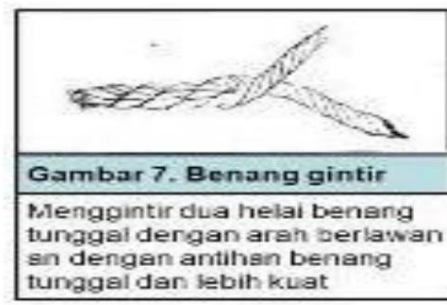 Gambar 7. Benang gintir
Menggintir dua helai benang
tunggal dengan arah berlawan
an dengan antihan benang
tunggal dan lebih kuat